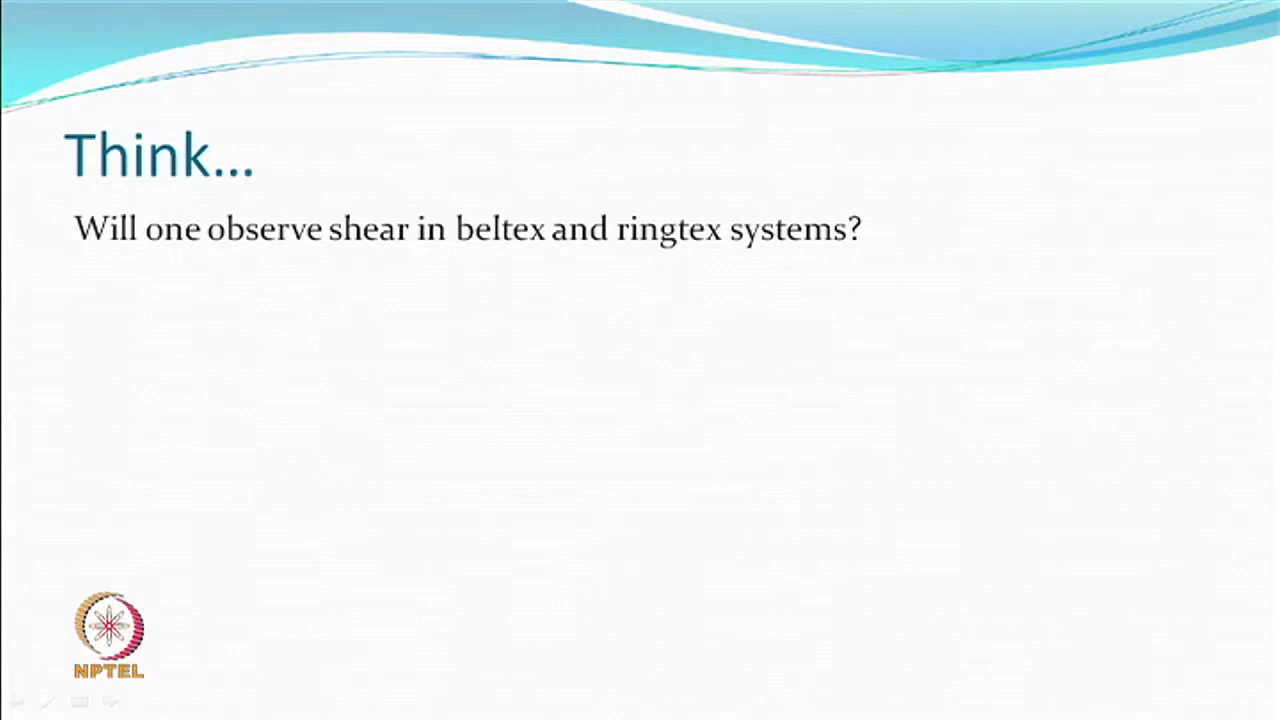 Think...
Will one observe shear in beltex and ringtex systems?
NPTEL